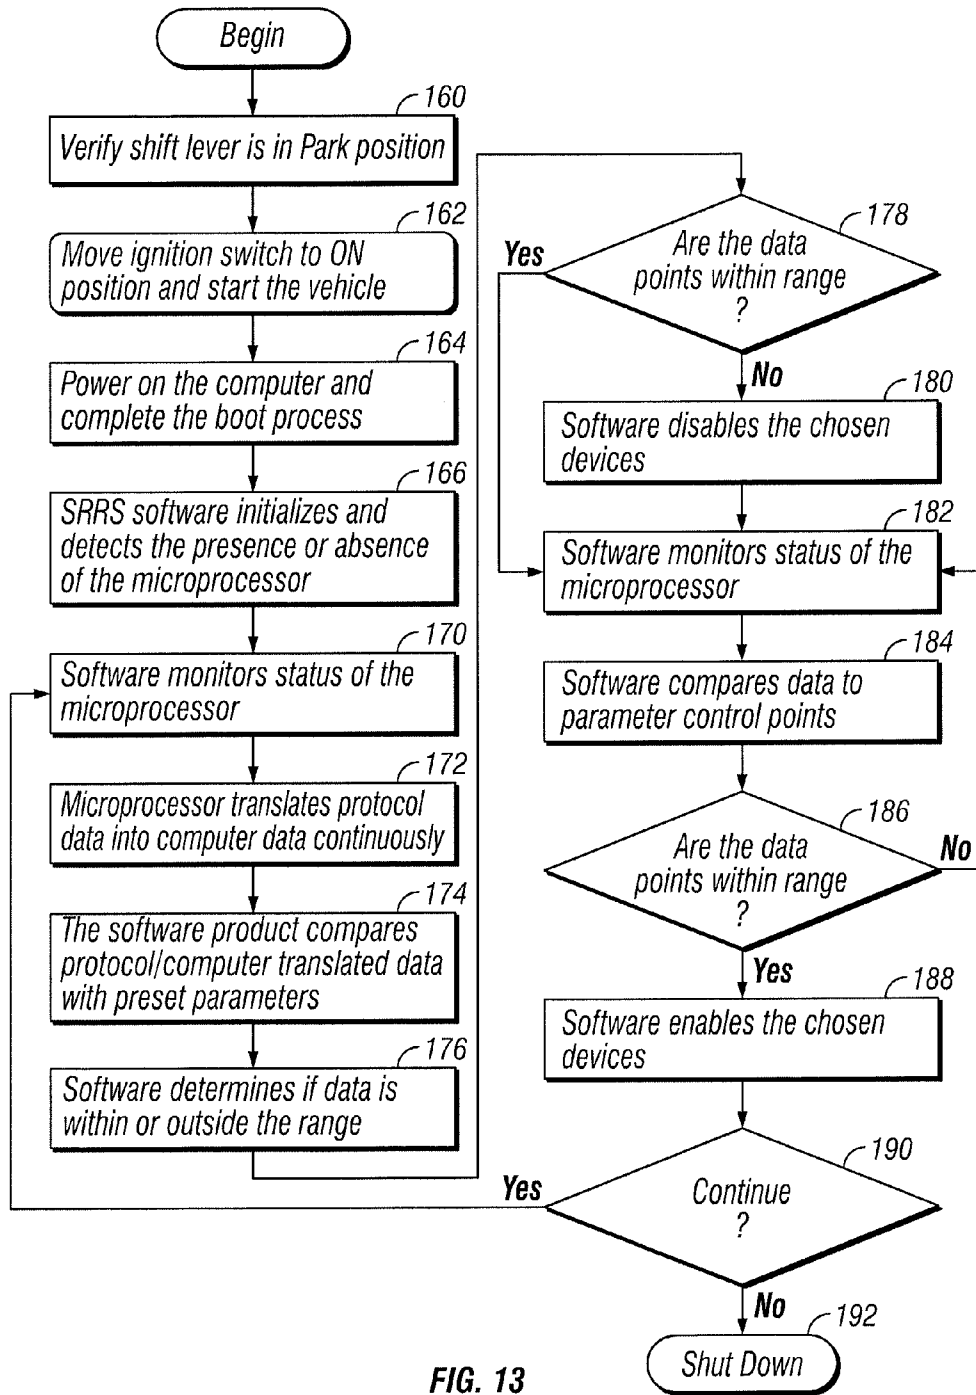 Begin
160
Verify shift lever is in Park position
162
Move ignition switch to ON
position and start the vehicle
164
Power on the computer and
complete the boot process
166
SRRS software initializes and
detects the presence or absence
of the microprocessor
170
Software monitors status of the
microprocessor
172
Microprocessor translates protocol
data into computer data continuously
174
The software product compares
protocol/computer translated data
with preset parameters
176
Software determines if data is
within or outside the range
178
Are the data
points within range
?
Yes
No
180
Software disables the chosen
devices
182
Software monitors status of the
microprocessor
184
Software compares data to
parameter control points
186
Are the data
points within range
?
No
Yes
188
Software enables the chosen
devices
190
Continue
?
Yes
No
192
Shut Down
FIG. 13